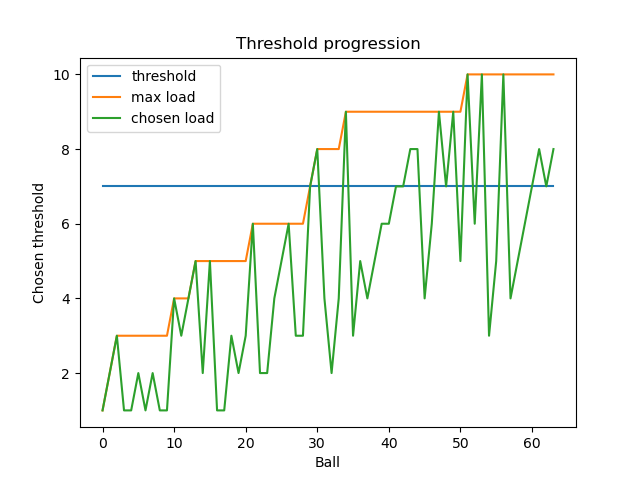 Threshold progression
threshold
max load
chosen load
10
8
6
4
2
Chosen threshold
0 10 20 30 40 50 60
Ball